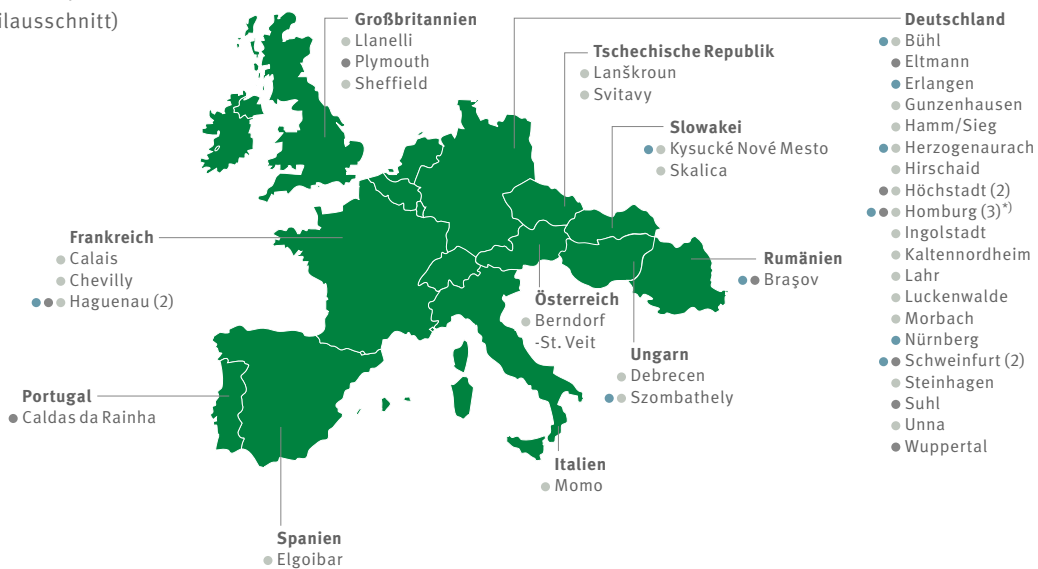 ilausschnitt)
Großbritannien
Llanelli
Plymouth
Sheffield
Tschechische Republik
Lanškroun
Svitavy
Slowakei
Kysucké Nové Mesto
Skalica
Deutschland
Bühl
Eltmann
Erlangen
Gunzenhausen
Hamm/Sieg
Herzogenaurach
Hirschaid
Höchstadt (2)
Homburg (3)*)
Ingolstadt
Kaltennordheim
Lahr
Luckenwalde
Morbach
Nürnberg
Schweinfurt (2)
Steinhagen
Suhl
Unna
Wuppertal
Frankreich
Calais
Chevilly
Haguenau (2)
Rumänien
Braşov
Österreich
Berndorf
-St. Veit
Ungarn
Debrecen
Szombathely
Portugal
Caldas da Rainha
Italien
Momo
Spanien
Elgoibar